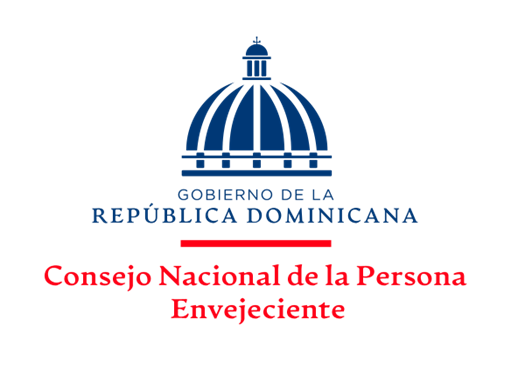 GOBIERNO DE LA
REPÚBLICA DOMINICANA
Consejo Nacional de la Persona
Envejeciente